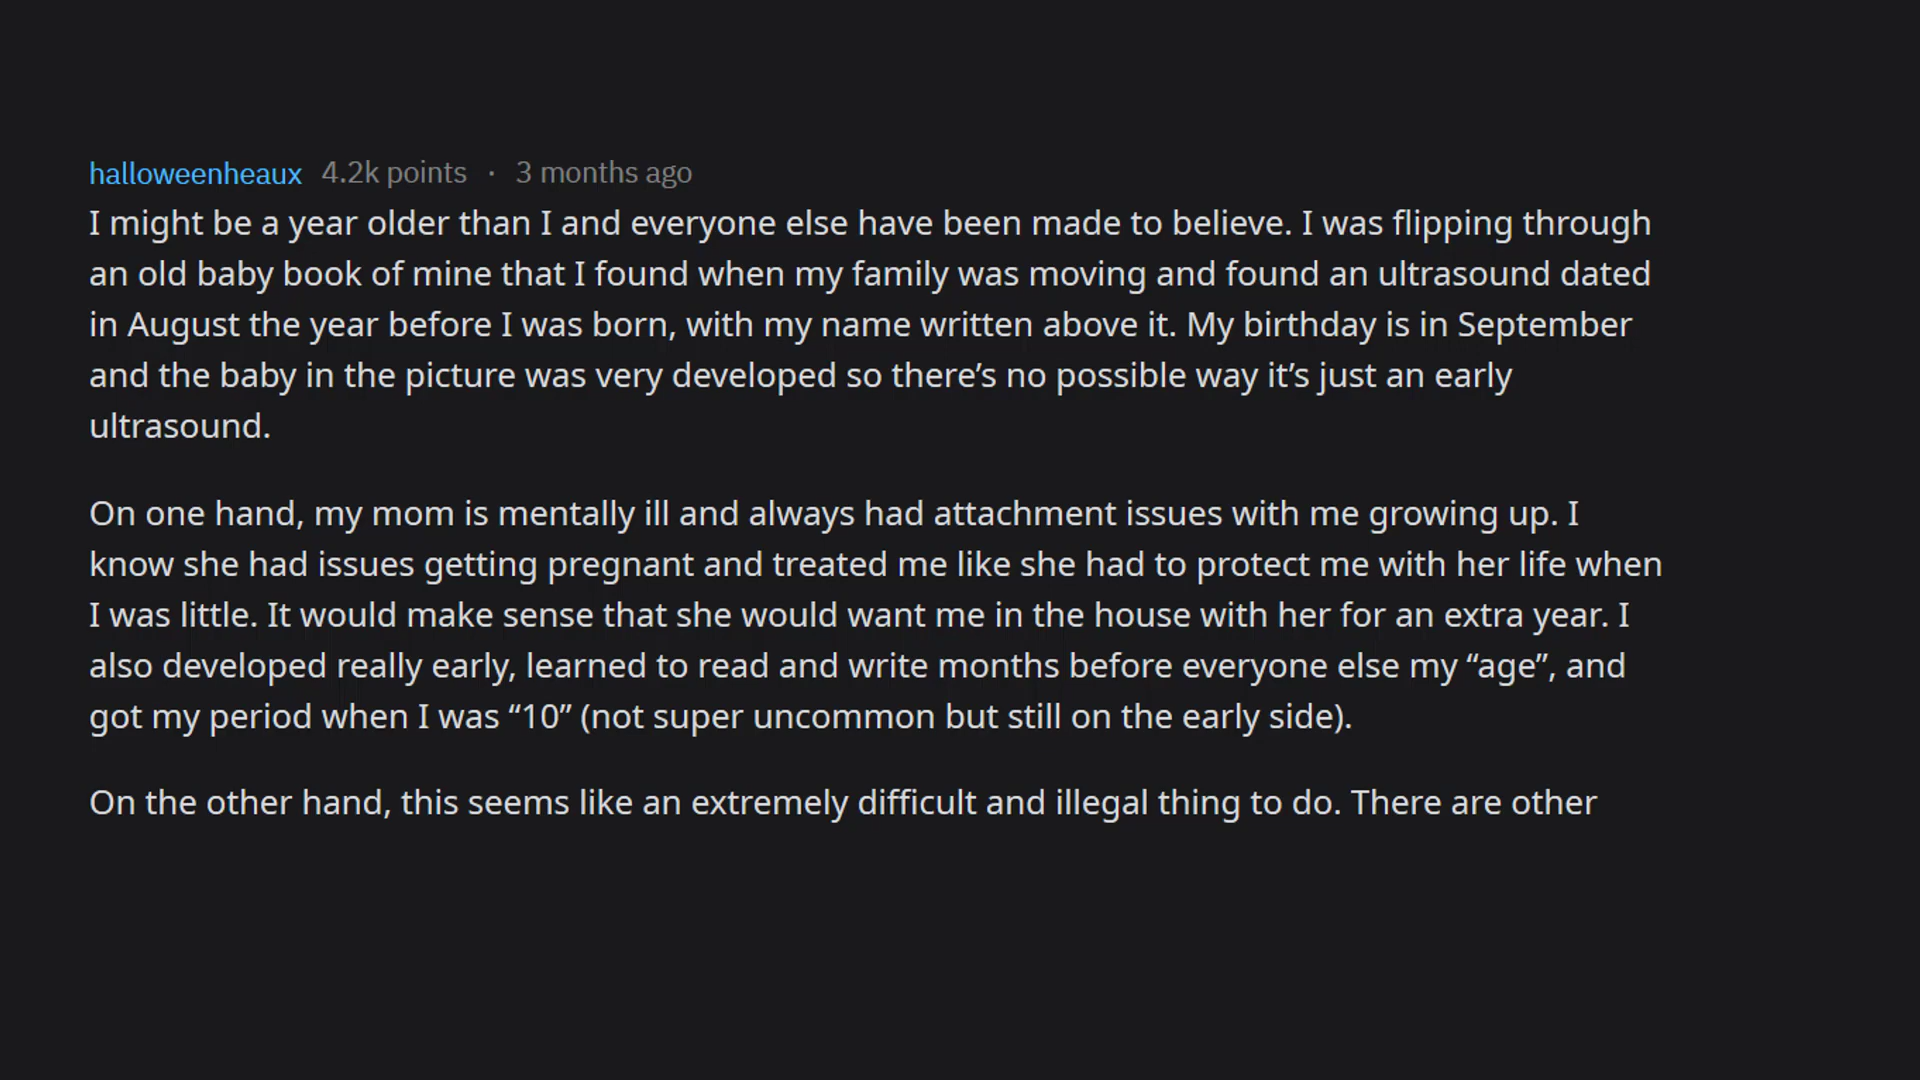 halloweenheaux 4.2k points · 3 months ago
I might be a year older than I and everyone else have been made to believe. I was flipping through
an old baby book of mine that I found when my family was moving and found an ultrasound dated
in August the year before I was born, with my name written above it. My birthday is in September
and the baby in the picture was very developed so there’s no possible way it’s just an early
ultrasound.
On one hand, my mom is mentally ill and always had attachment issues with me growing up. I
know she had issues getting pregnant and treated me like she had to protect me with her life when
I was little. It would make sense that she would want me in the house with her for an extra year. I
also developed really early, learned to read and write months before everyone else my “age”, and
got my period when I was “10” (not super uncommon but still on the early side).
On the other hand, this seems like an extremely difficult and illegal thing to do. There are other